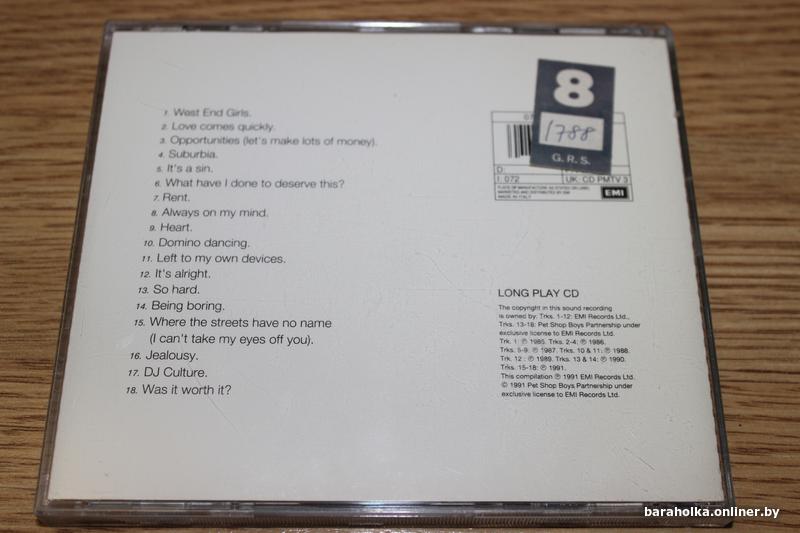 1. West End Girls.
2. Love comes quickly.
3. Opportunities (let's make lots of money).
4. Suburbia.
5. It's a sin.
6. What have I done to deserve this?
7. Rent.
8. Always on my mind.
9. Heart.
10. Domino dancing.
11. Left to my own devices.
12. It's alright.
13. So hard.
14. Being boring.
15. Where the streets have no name
(I can't take my eyes off you).
16. Jealousy.
17. DJ Culture.
18. Was it worth it?
8
1788
G.R.S.
D.
I: 072
UK: CD PMTV 3
EMI
MADE IN ITALY
LONG PLAY CD
The copyright in this sound recording
is owned by: Trks. 1-12: EMI Records Ltd.,
Trks. 13-18: Pet Shop Boys Partnership under
exclusive license to EMI Records Ltd.
Trk. 1: ℗ 1985. Trks. 2-4: ℗ 1986.
Trks. 5-9: ℗ 1987. Trks. 10 & 11: ℗ 1988.
Trk. 12 : ℗ 1989. Trks. 13 & 14: ℗ 1990.
Trks. 15-18: ℗ 1991.
This compilation ℗ 1991 EMI Records Ltd.
© 1991 Pet Shop Boys Partnership under
exclusive license to EMI Records Ltd.
baraholka.onliner.by